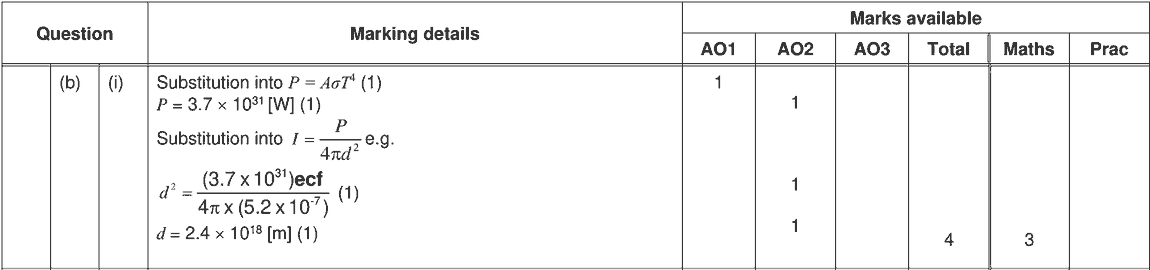 Question Marking details Marks available
AO1 AO2 AO3 Total Maths Prac
(b) (i) Substitution into P = AσT⁴ (1) 1
P = 3.7 × 10³¹ [W] (1) 1
Substitution into I = P / 4πd² e.g.
d² = (3.7 x 10³¹)ecf / 4π x (5.2 x 10⁻⁷) (1) 1
d = 2.4 × 10¹⁸ [m] (1) 1 4 3